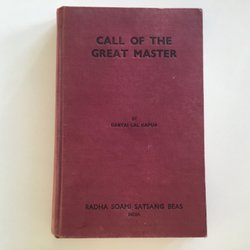 CALL OF THE
GREAT MASTER
BY
DARYAI LAL KAPUR
RADHA SOAMI SATSANG BEAS
INDIA